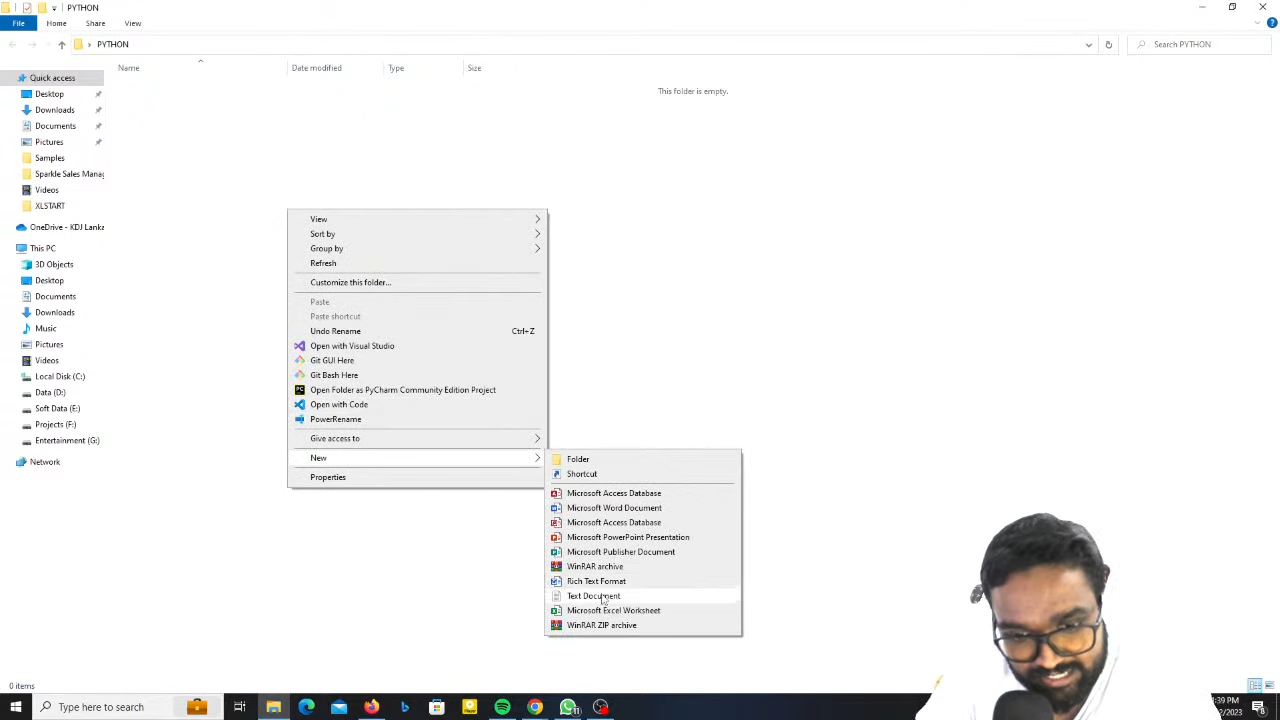 PYTHON
File
Home
Share
View
PYTHON
Search PYTHON
Name
Date modified
Type
Size
This folder is empty.
Quick access
Desktop
Downloads
Documents
Pictures
Samples
Sparkle Sales Manag
Videos
XLSTART
OneDrive - KDJ Lanka
This PC
3D Objects
Desktop
Documents
Downloads
Music
Pictures
Videos
Local Disk (C:)
Data (D:)
Soft Data (E:)
Projects (F:)
Entertainment (G:)
Network
View
Sort by
Group by
Refresh
Customize this folder...
Paste
Paste shortcut
Undo Rename Ctrl+Z
Open with Visual Studio
Git GUI Here
Git Bash Here
Open Folder as PyCharm Community Edition Project
Open with Code
PowerRename
Give access to
New
Properties
Folder
Shortcut
Microsoft Access Database
Microsoft Word Document
Microsoft Access Database
Microsoft PowerPoint Presentation
Microsoft Publisher Document
WinRAR archive
Rich Text Format
Text Document
Microsoft Excel Worksheet
WinRAR ZIP archive
0 items
Type here to search